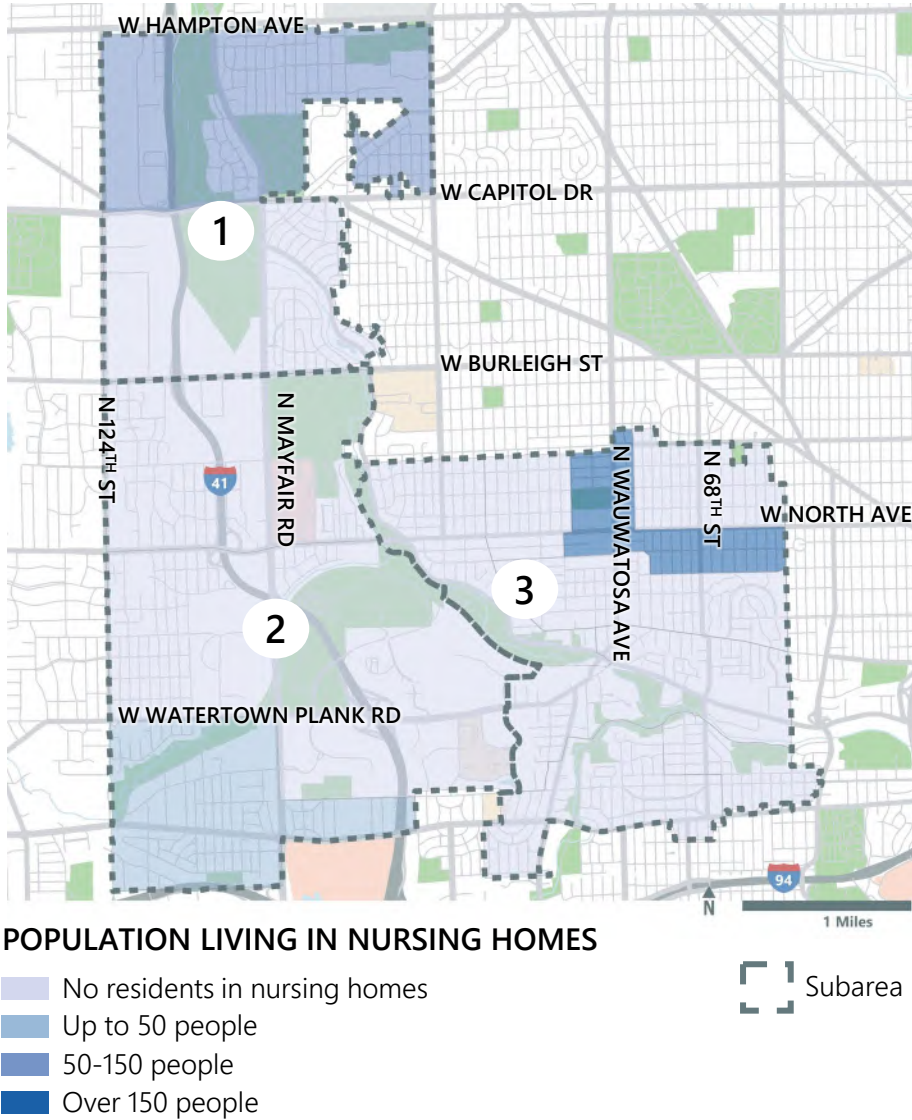 W HAMPTON AVE
W CAPITOL DR
1
W BURLEIGH ST
N 124TH ST
N MAYFAIR RD
41
N WAUWATOSA AVE
N 68TH ST
W NORTH AVE
3
2
W WATERTOWN PLANK RD
94
N
1 Miles
POPULATION LIVING IN NURSING HOMES
No residents in nursing homes
Subarea
Up to 50 people
50-150 people
Over 150 people